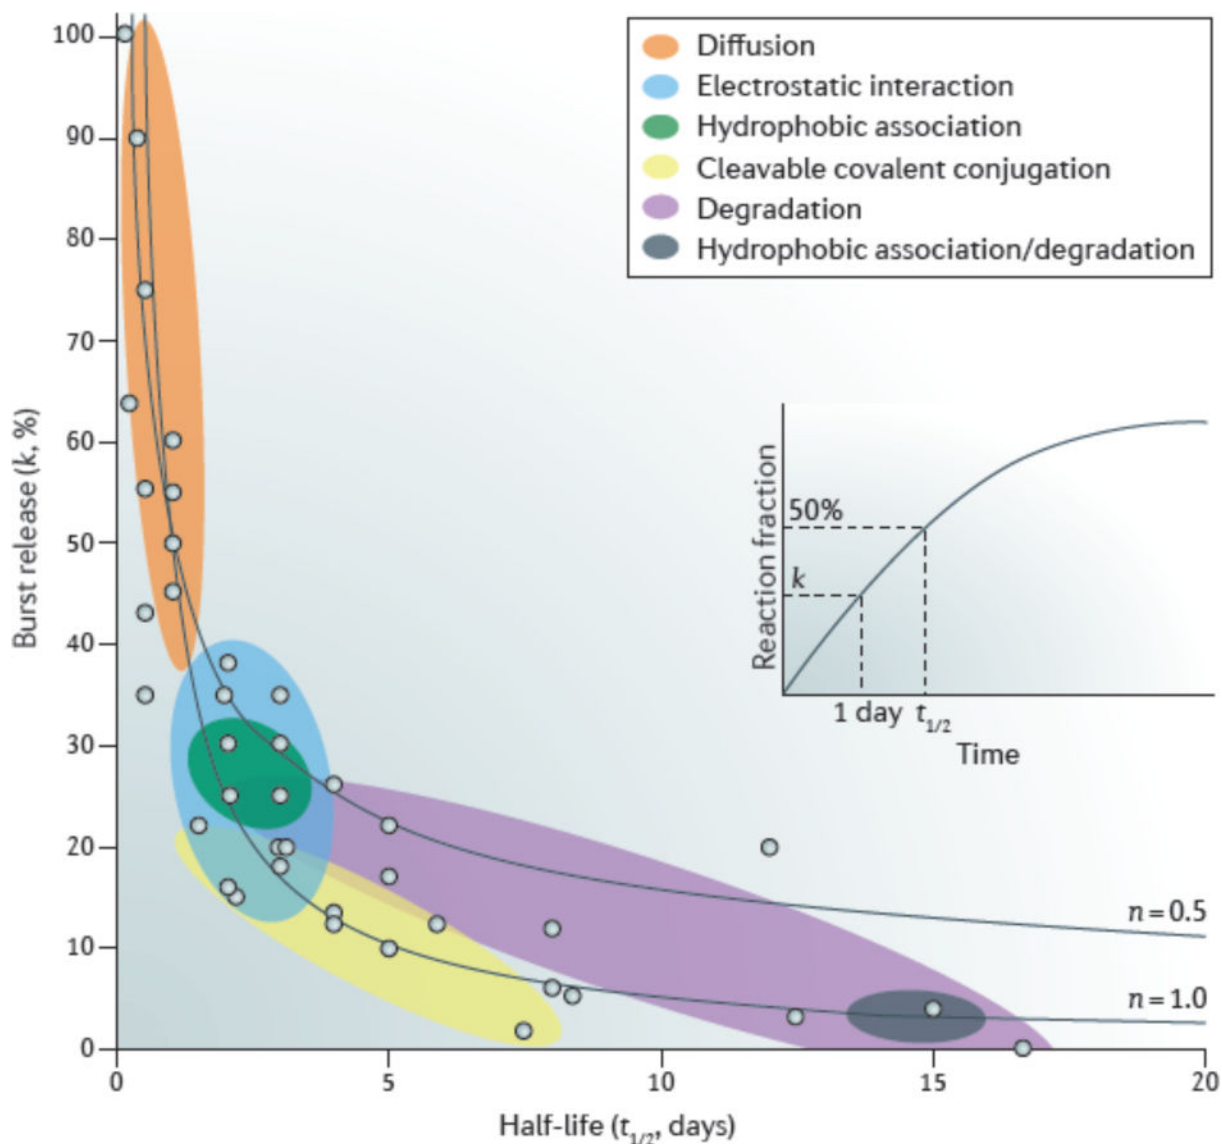 100
90
80
70
60
50
40
30
20
10
0
Burst release (k, %)
0 5 10 15 20
Half-life (t1/2, days)
Diffusion
Electrostatic interaction
Hydrophobic association
Cleavable covalent conjugation
Degradation
Hydrophobic association/degradation
Reaction fraction
50%
k
1 day t1/2
Time
n = 0.5
n = 1.0